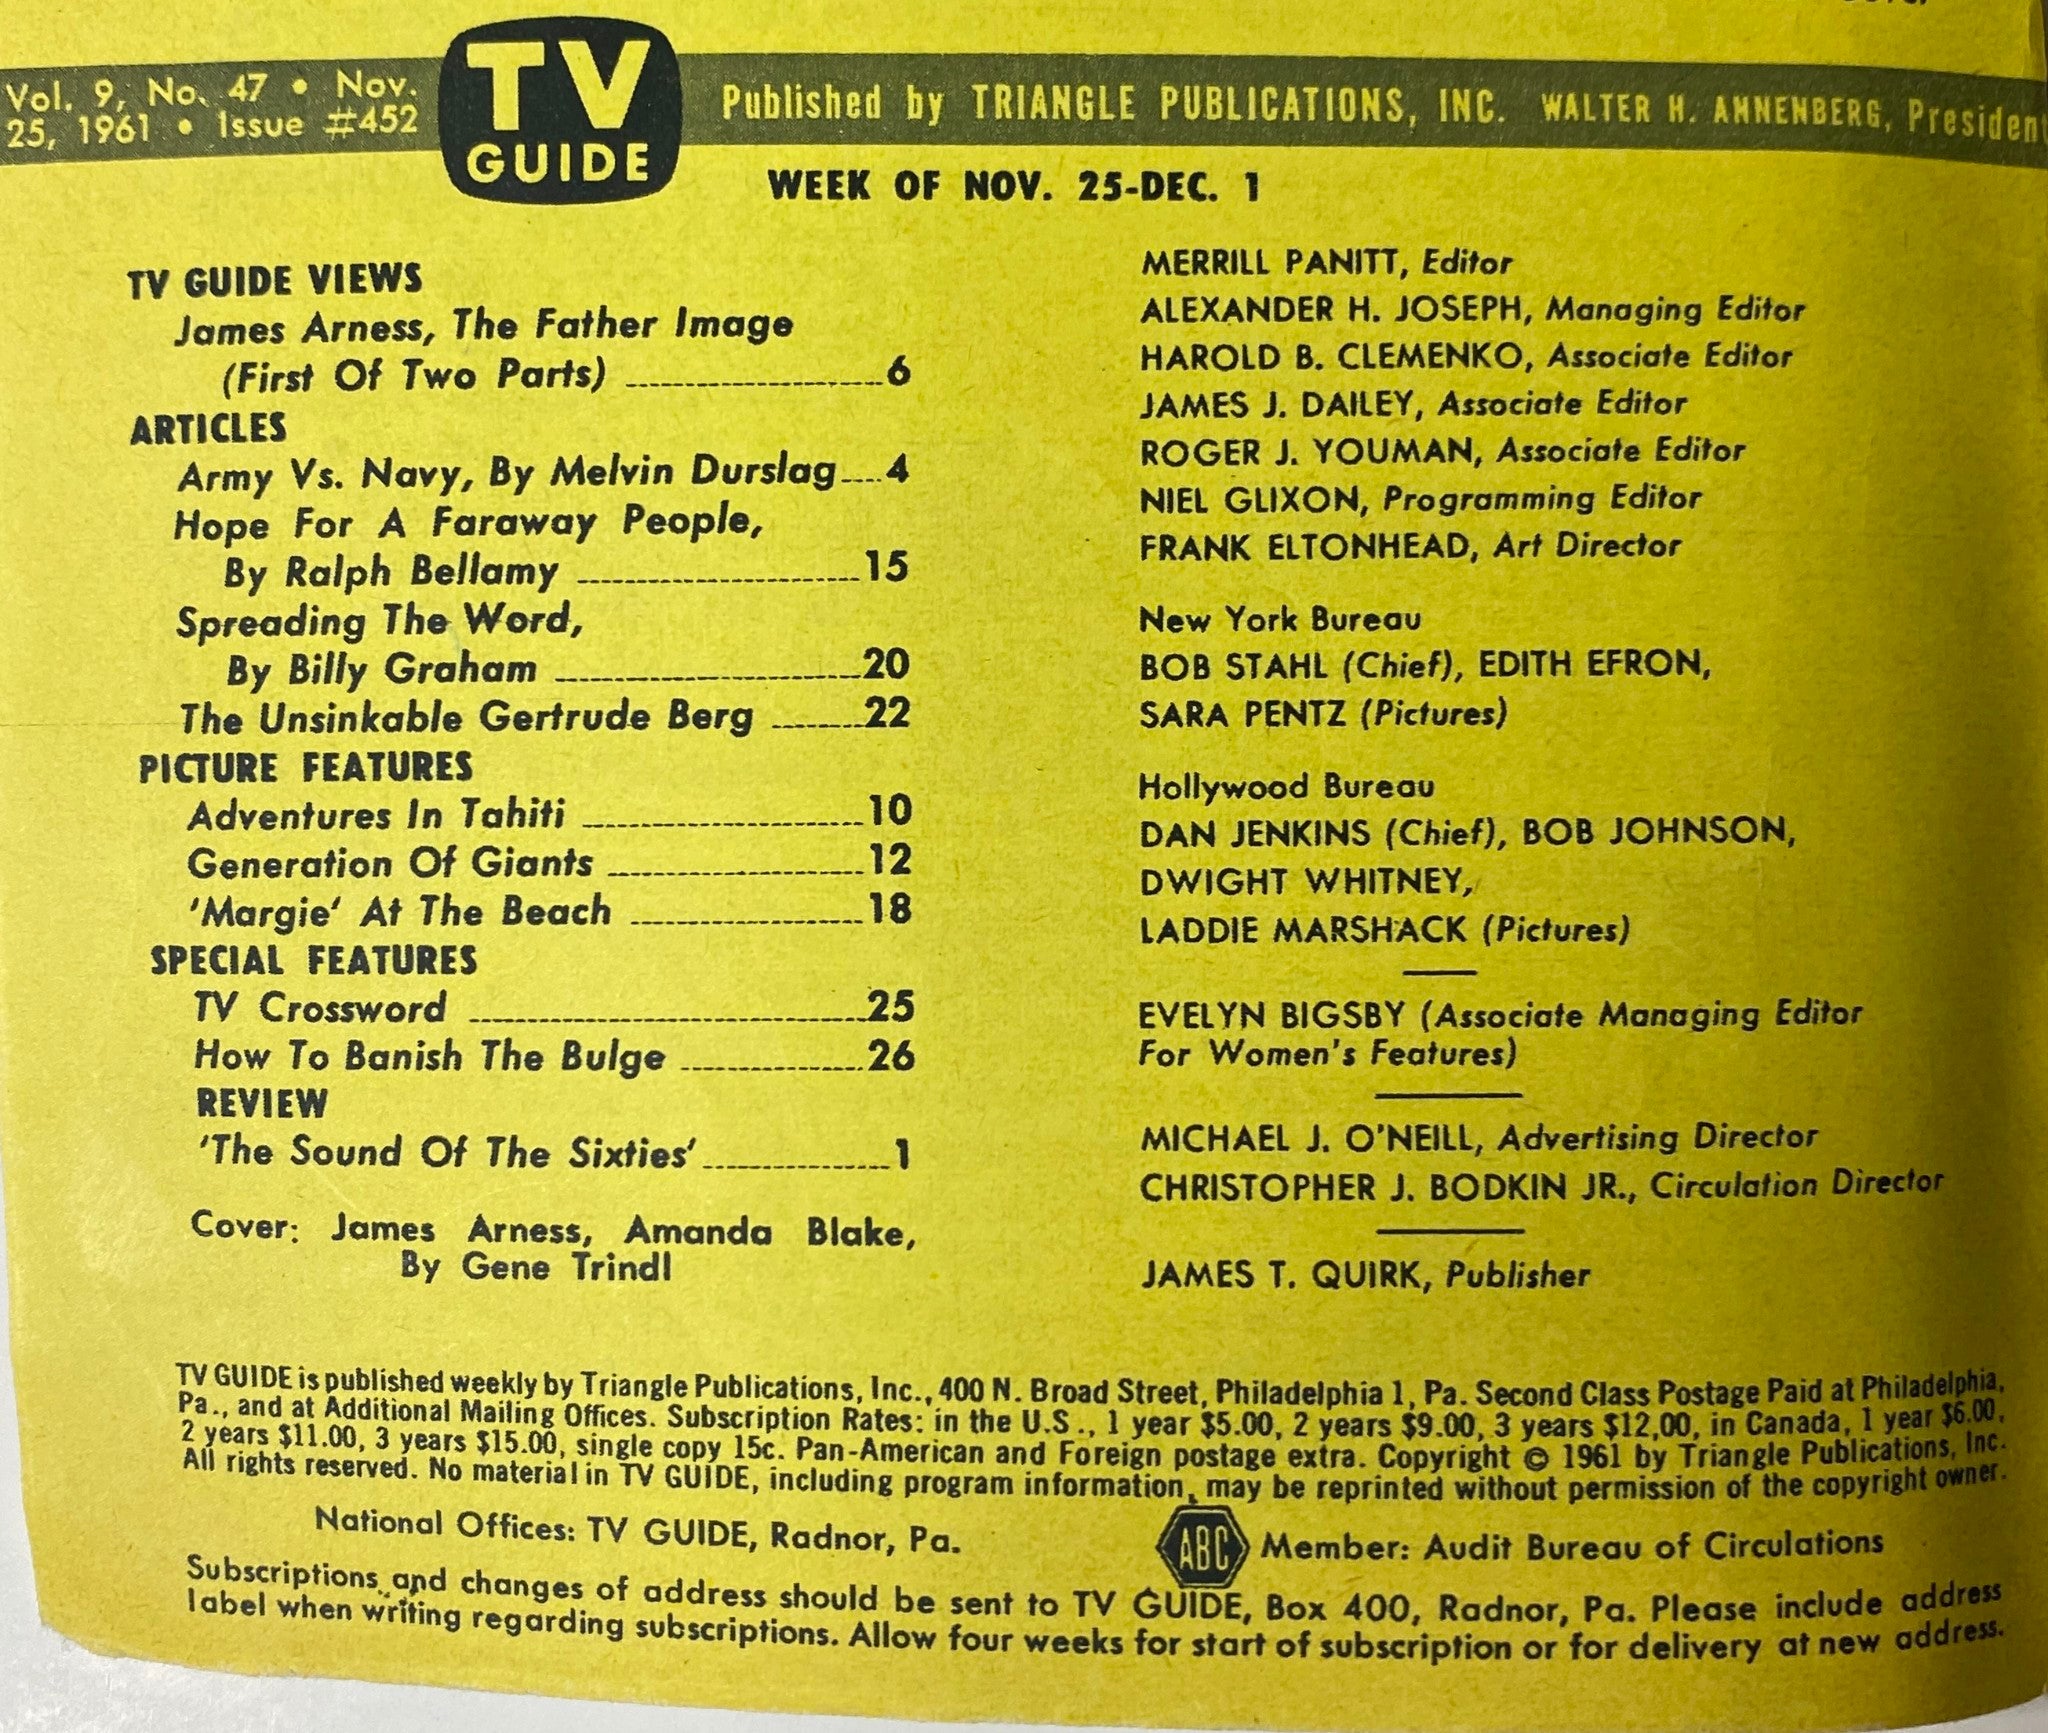 Vol. 9, No. 47 • Nov.
25, 1961 • Issue #452
TV
GUIDE
Published by TRIANGLE PUBLICATIONS, INC. WALTER H. ANNENBERG, President
WEEK OF NOV. 25-DEC. 1
TV GUIDE VIEWS
James Arness, The Father Image
(First Of Two Parts) 6
ARTICLES
Army Vs. Navy, By Melvin Durslag 4
Hope For A Faraway People,
By Ralph Bellamy 15
Spreading The Word,
By Billy Graham 20
The Unsinkable Gertrude Berg 22
PICTURE FEATURES
Adventures In Tahiti 10
Generation Of Giants 12
'Margie' At The Beach 18
SPECIAL FEATURES
TV Crossword 25
How To Banish The Bulge 26
REVIEW
'The Sound Of The Sixties' 1
Cover: James Arness, Amanda Blake,
By Gene Trindl
MERRILL PANITT, Editor
ALEXANDER H. JOSEPH, Managing Editor
HAROLD B. CLEMENKO, Associate Editor
JAMES J. DAILEY, Associate Editor
ROGER J. YOUMAN, Associate Editor
NIEL GLIXON, Programming Editor
FRANK ELTONHEAD, Art Director
New York Bureau
BOB STAHL (Chief), EDITH EFRON,
SARA PENTZ (Pictures)
Hollywood Bureau
DAN JENKINS (Chief), BOB JOHNSON,
DWIGHT WHITNEY,
LADDIE MARSHACK (Pictures)
EVELYN BIGSBY (Associate Managing Editor
For Women's Features)
MICHAEL J. O'NEILL, Advertising Director
CHRISTOPHER J. BODKIN JR., Circulation Director
JAMES T. QUIRK, Publisher
TV GUIDE is published weekly by Triangle Publications, Inc., 400 N. Broad Street, Philadelphia 1, Pa. Second Class Postage Paid at Philadelphia,
Pa., and at Additional Mailing Offices. Subscription Rates: in the U.S., 1 year $5.00, 2 years $9.00, 3 years $12,00, in Canada, 1 year $6.00,
2 years $11.00, 3 years $15.00, single copy 15c. Pan-American and Foreign postage extra. Copyright © 1961 by Triangle Publications, Inc.
All rights reserved. No material in TV GUIDE, including program information, may be reprinted without permission of the copyright owner.
National Offices: TV GUIDE, Radnor, Pa.
ABC Member: Audit Bureau of Circulations
Subscriptions and changes of address should be sent to TV GUIDE, Box 400, Radnor, Pa. Please include address
label when writing regarding subscriptions. Allow four weeks for start of subscription or for delivery at new address.